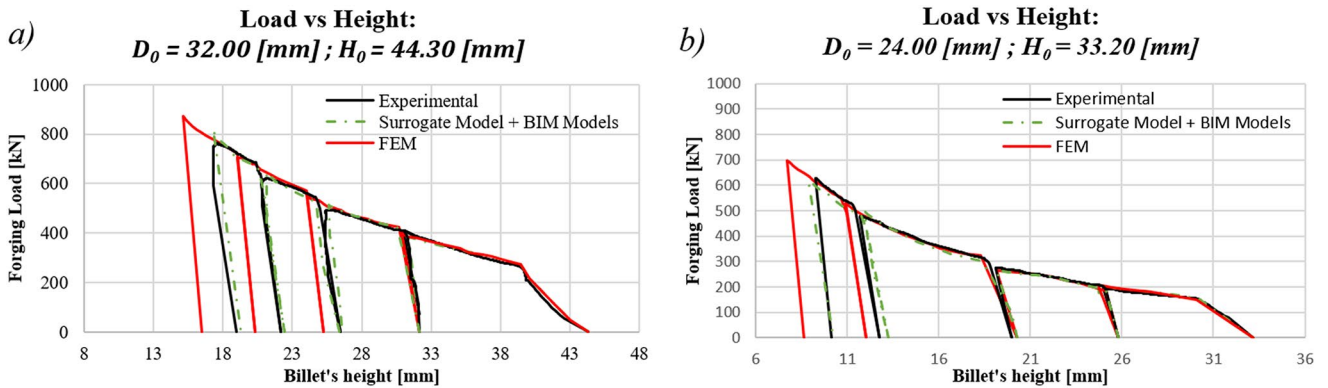 a)
Load vs Height:
D₀ = 32.00 [mm] ; H₀ = 44.30 [mm]
Forging Load [kN]
1000
800
600
400
200
0
Experimental
Surrogate Model + BIM Models
FEM
8 13 18 23 28 33 38 43 48
Billet's height [mm]
b)
Load vs Height:
D₀ = 24.00 [mm] ; H₀ = 33.20 [mm]
Forging Load [kN]
1000
900
800
700
600
500
400
300
200
100
0
Experimental
Surrogate Model + BIM Models
FEM
6 11 16 21 26 31 36
Billet's height [mm]